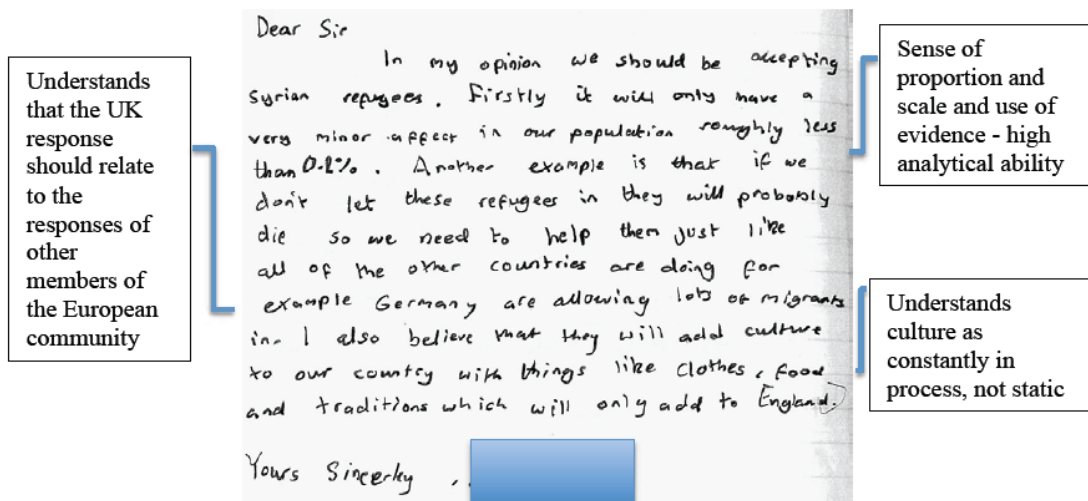 Understands
that the UK
response
should relate
to the
responses of
other
members of
the European
community
Dear Sir
In my opinion we should be accepting
Syrian refugees. Firstly it will only have a
very minor affect in our population roughly less
than 0.1%. Another example is that if we
don't let these refugees in they will probably
die so we need to help them just like
all of the other countries are doing for
example Germany are allowing lots of migrants
in. I also believe that they will add culture
to our country with things like clothes, food
and traditions which will only add to England.
Yours Sincerky
Sense of
proportion and
scale and use of
evidence - high
analytical ability
Understands
culture as
constantly in
process, not static